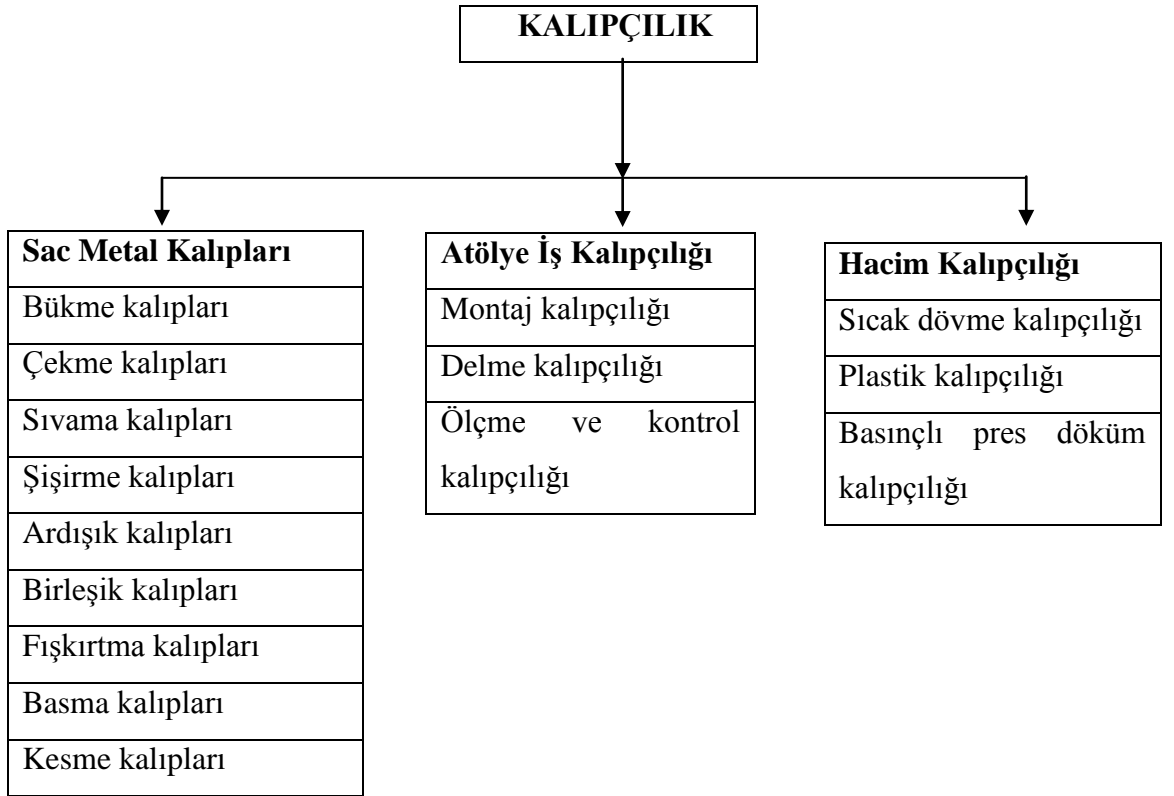 KALIPÇILIK
Sac Metal Kalıpları
Bükme kalıpları
Çekme kalıpları
Sıvama kalıpları
Şişirme kalıpları
Ardışık kalıpları
Birleşik kalıpları
Fışkırtma kalıpları
Basma kalıpları
Kesme kalıpları
Atölye İş Kalıpçılığı
Montaj kalıpçılığı
Delme kalıpçılığı
Ölçme ve kontrol
kalıpçılığı
Hacim Kalıpçılığı
Sıcak dövme kalıpçılığı
Plastik kalıpçılığı
Basınçlı pres döküm
kalıpçılığı